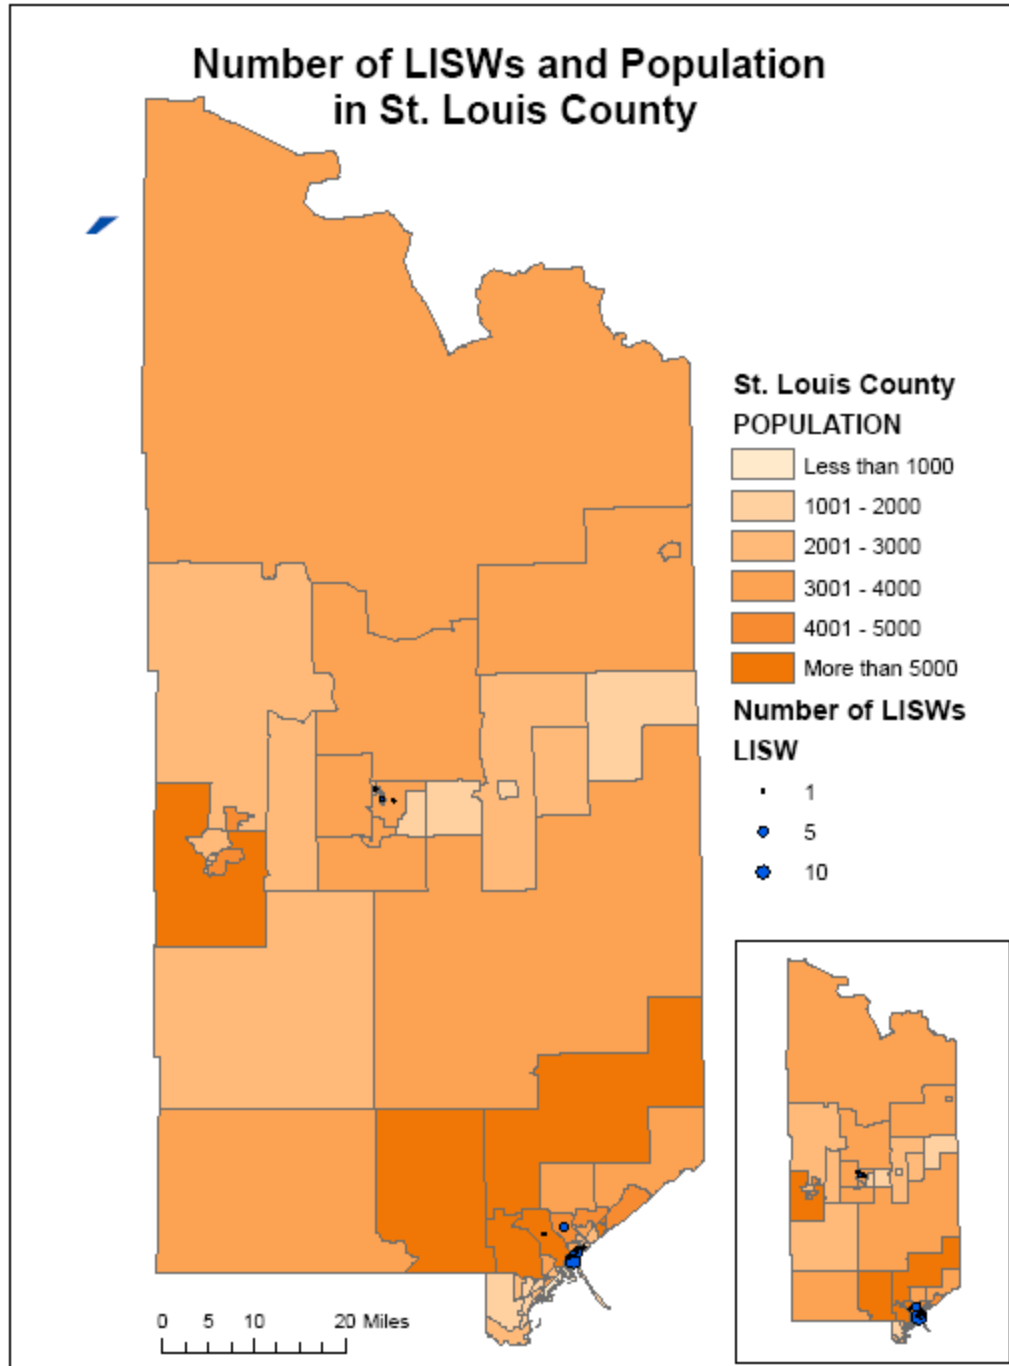 Number of LISWs and Population
in St. Louis County
St. Louis County
POPULATION
Less than 1000
1001 - 2000
2001 - 3000
3001 - 4000
4001 - 5000
More than 5000
Number of LISWs
LISW
1
5
10
0 5 10 20 Miles